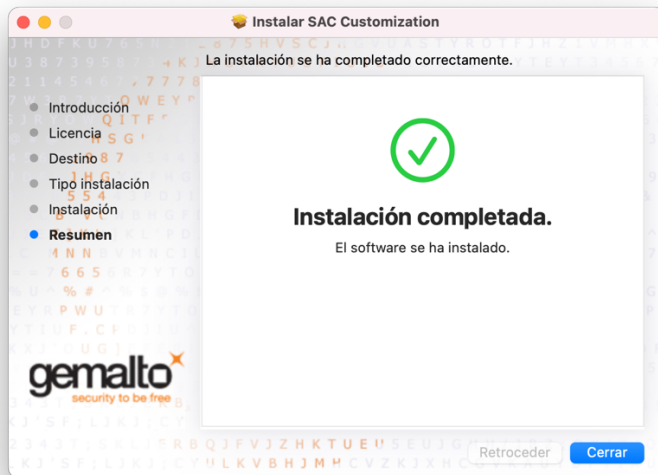 Instalar SAC Customization
La instalación se ha completado correctamente.
Introducción
Licencia
Destino
Tipo instalación
Instalación
Resumen
Instalación completada.
El software se ha instalado.
gemalto
security to be free
Retroceder
Cerrar